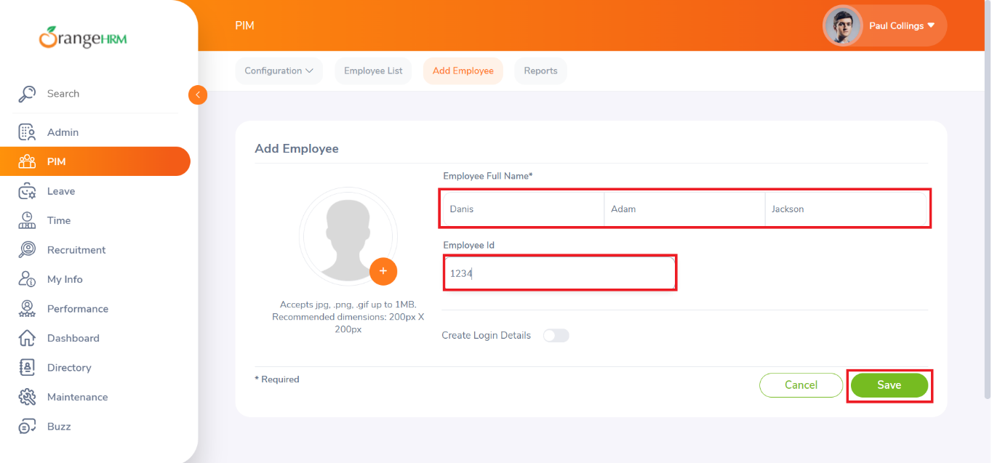 OrangeHRM
PIM
Paul Collings
Configuration
Employee List
Add Employee
Reports
Search
Admin
PIM
Leave
Time
Recruitment
My Info
Performance
Dashboard
Directory
Maintenance
Buzz
Add Employee
Employee Full Name*
Danis
Adam
Jackson
Employee Id
1234
Accepts jpg, .png, .gif up to 1MB.
Recommended dimensions: 200px X
200px
Create Login Details
* Required
Cancel
Save